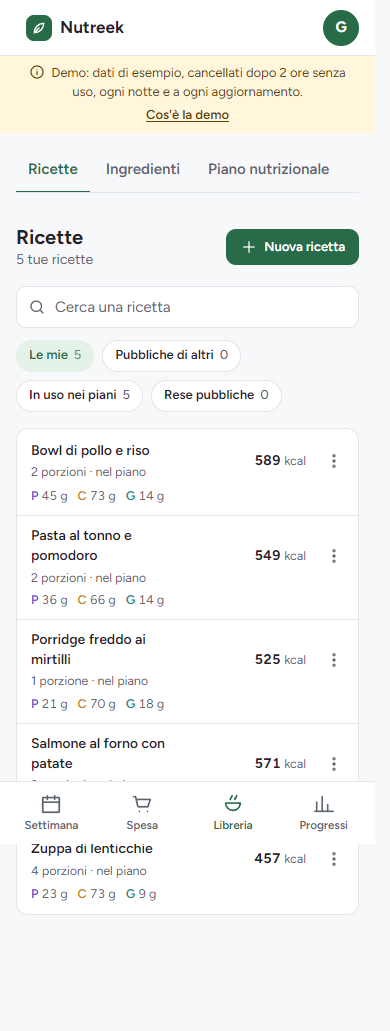 Nutreek
G
Demo: dati di esempio, cancellati dopo 2 ore senza
uso, ogni notte e a ogni aggiornamento.
Cos'è la demo
Ricette Ingredienti Piano nutrizionale
Ricette
5 tue ricette
Nuova ricetta
Cerca una ricetta
Le mie 5 Pubbliche di altri 0
In uso nei piani 5 Rese pubbliche 0
Bowl di pollo e riso
2 porzioni · nel piano
P 45 g C 73 g G 14 g
589 kcal
Pasta al tonno e
pomodoro
2 porzioni · nel piano
P 36 g C 66 g G 14 g
549 kcal
Porridge freddo ai
mirtilli
1 porzione · nel piano
P 21 g C 70 g G 18 g
525 kcal
Salmone al forno con
patate
571 kcal
Settimana Spesa Libreria Progressi
Zuppa di lenticchie
4 porzioni · nel piano
P 23 g C 73 g G 9 g
457 kcal